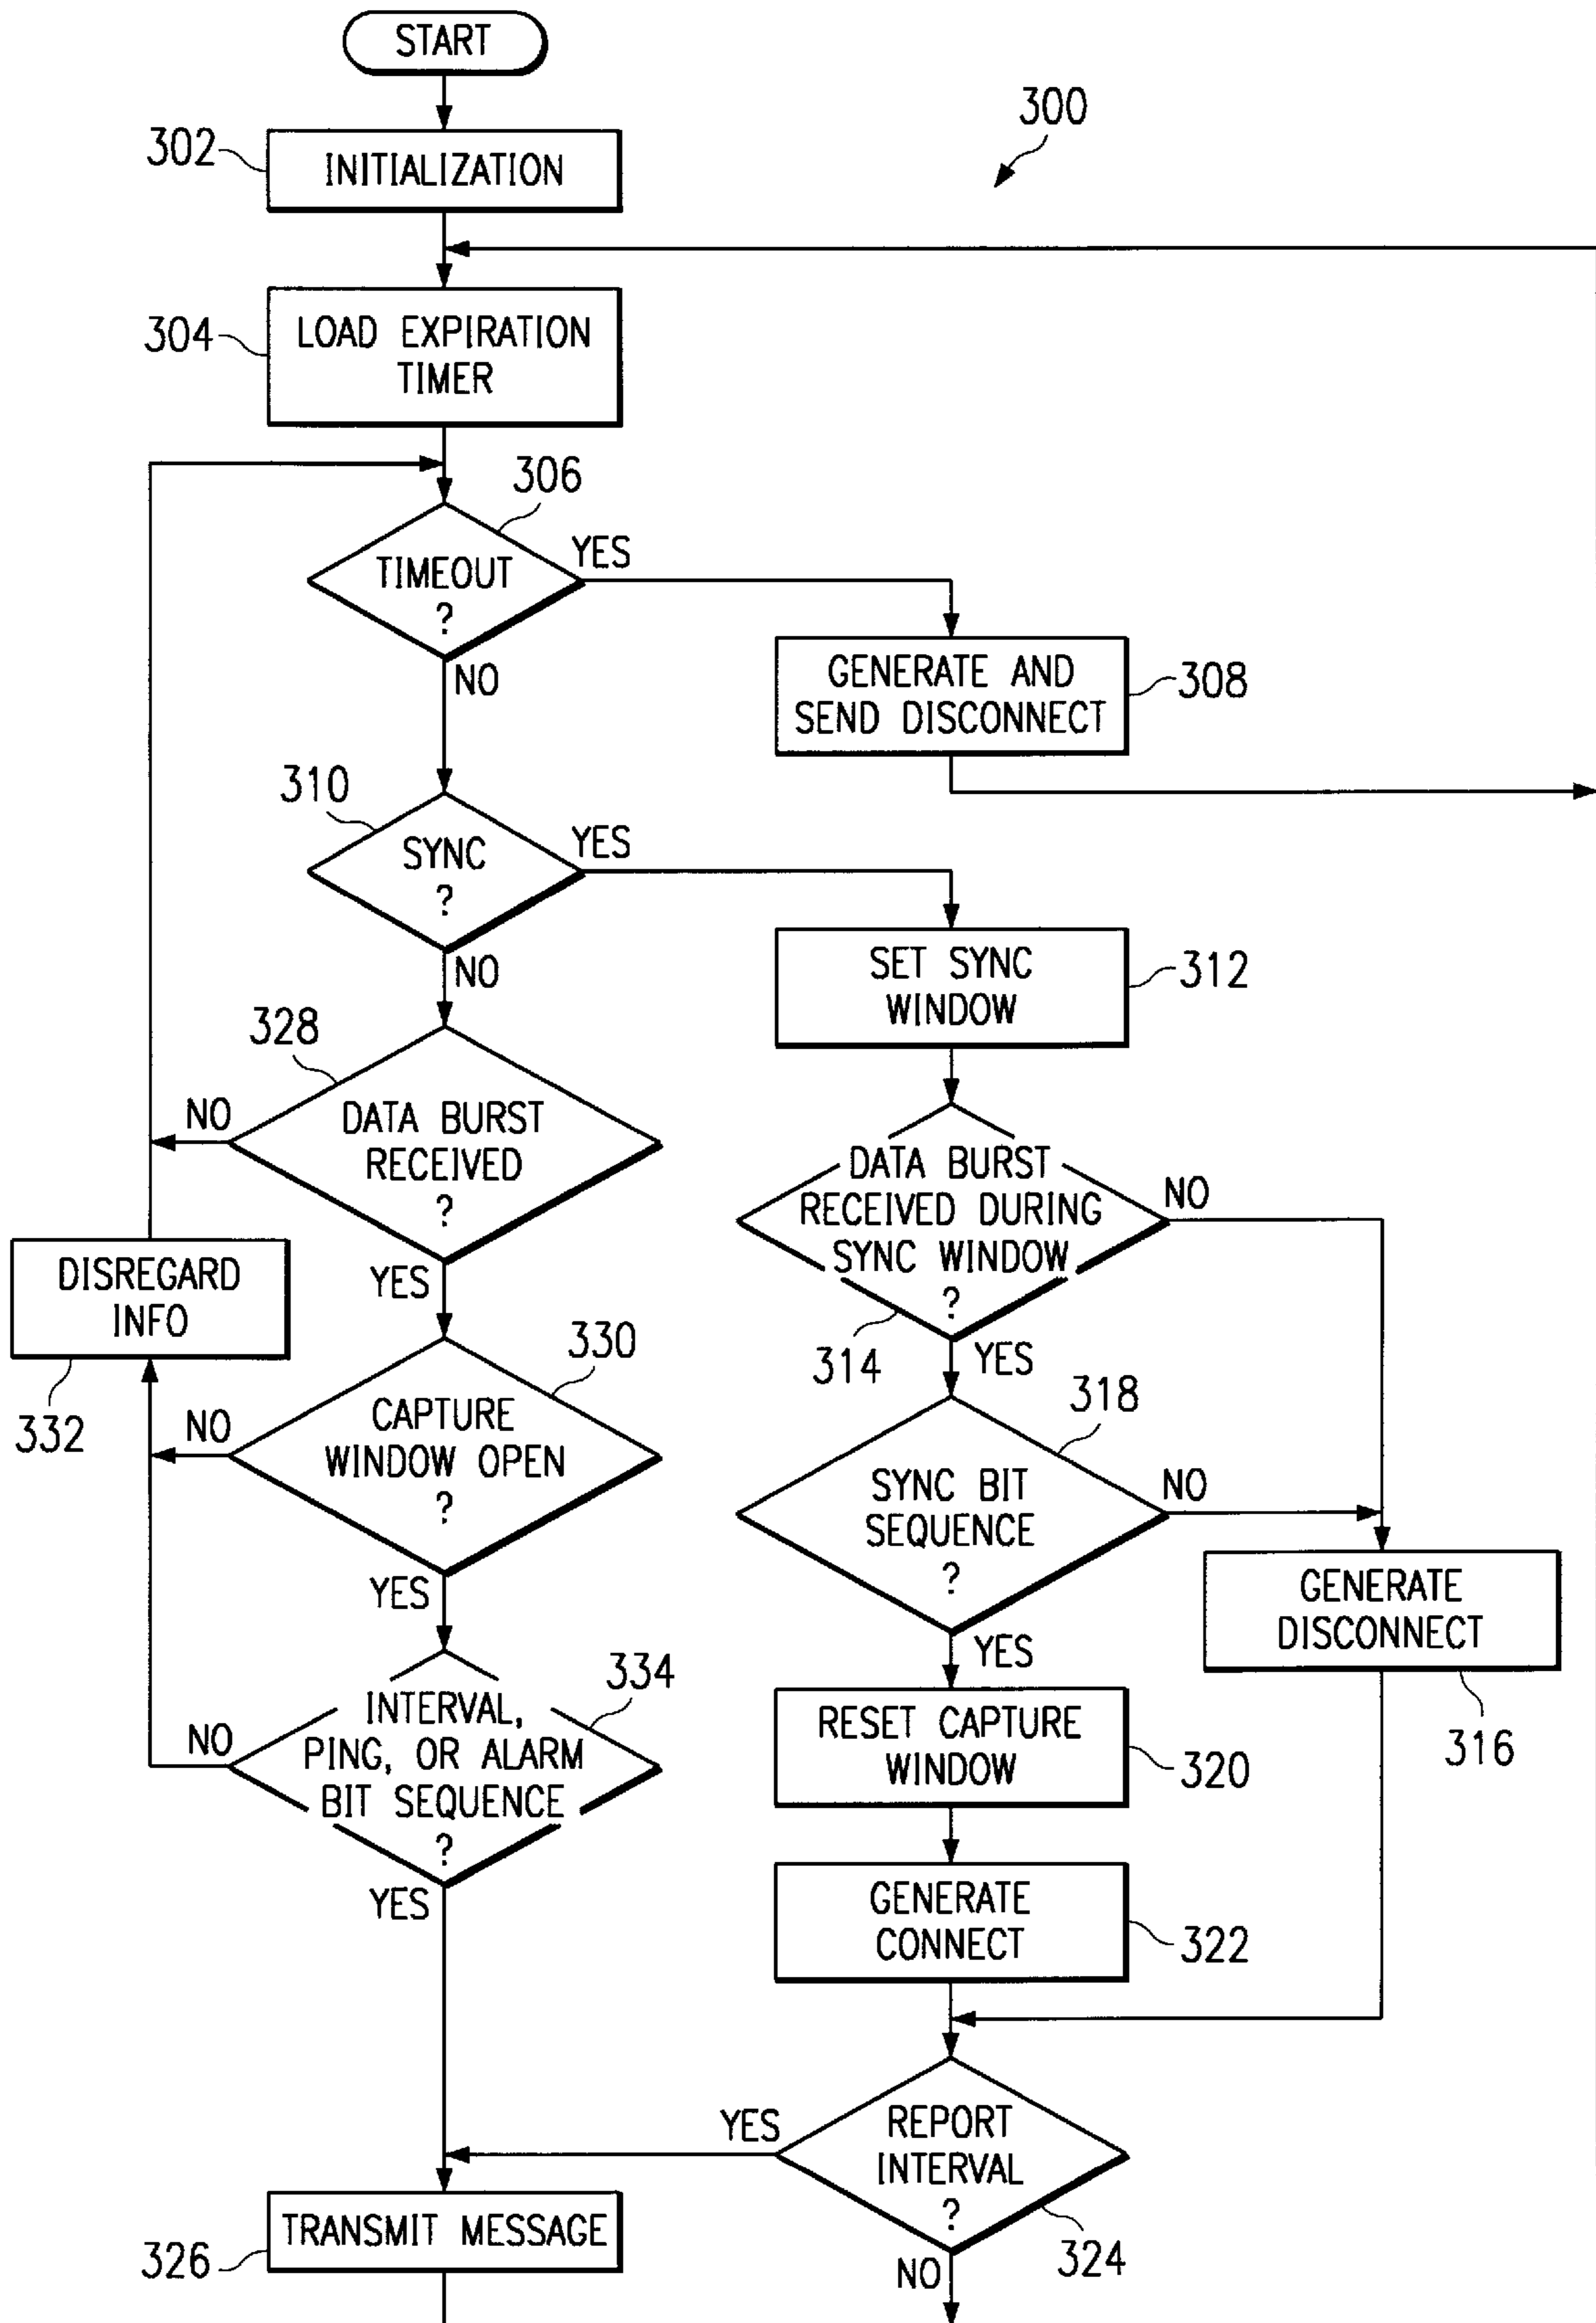 START
300
302
INITIALIZATION
304
LOAD EXPIRATION
TIMER
306
TIMEOUT
?
YES
NO
GENERATE AND
SEND DISCONNECT
308
310
SYNC
?
YES
NO
SET SYNC
WINDOW
312
328
DATA BURST
RECEIVED
?
NO
YES
DATA BURST
RECEIVED DURING
SYNC WINDOW
?
NO
314
YES
DISREGARD
INFO
332
330
CAPTURE
WINDOW OPEN
?
NO
YES
318
SYNC BIT
SEQUENCE
?
NO
YES
GENERATE
DISCONNECT
316
334
INTERVAL,
PING, OR ALARM
BIT SEQUENCE
?
NO
YES
RESET CAPTURE
WINDOW
320
GENERATE
CONNECT
322
REPORT
INTERVAL
?
YES
324
NO
TRANSMIT MESSAGE
326